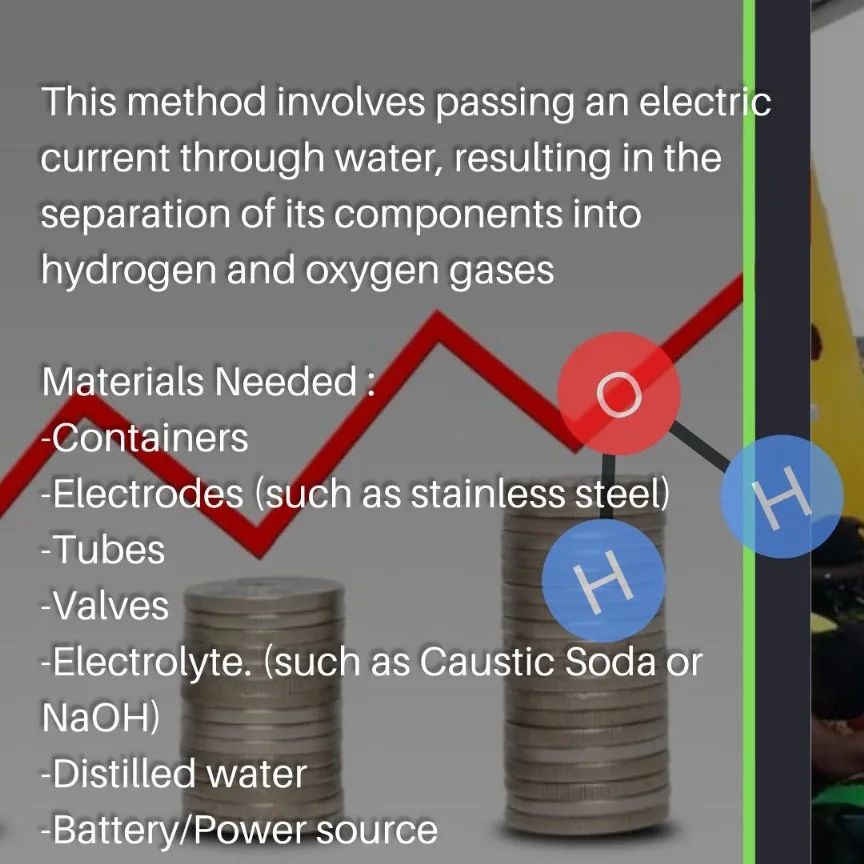 This method involves passing an electric
current through water, resulting in the
separation of its components into
hydrogen and oxygen gases
Materials Needed :
-Containers
O
-Electrodes (such as stainless steel)
H
-Tubes
H
-Valves
-Electrolyte. (such as Caustic Soda or
NaOH)
-Distilled water
-Battery/Power source